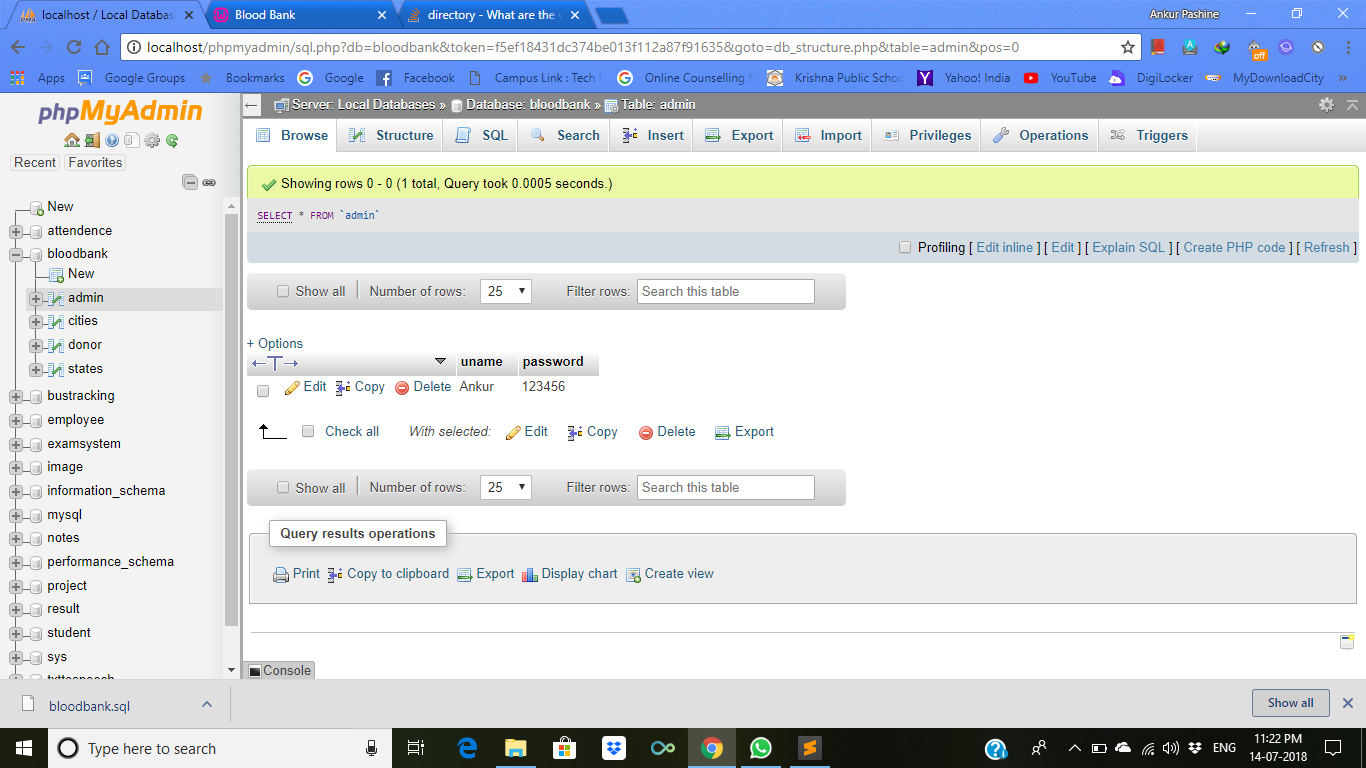 localhost / Local Databas
Blood Bank
directory - What are the
Ankur Pashine
localhost/phpmyadmin/sql.php?db=bloodbank&token=f5ef18431dc374be013f112a87f91635&goto=db_structure.php&table=admin&pos=0
off
Apps
Google Groups
Bookmarks
Google
Facebook
Campus Link : Tech
Online Counselling
Krishna Public Schoo
Yahoo! India
YouTube
DigiLocker
MyDownloadCity
»
phpMyAdmin
Recent
Favorites
New
attendence
bloodbank
New
admin
cities
donor
states
bustracking
employee
examsystem
image
information_schema
mysql
notes
performance_schema
project
result
student
sys
Server: Local Databases » Database: bloodbank » Table: admin
Browse
Structure
SQL
Search
Insert
Export
Import
Privileges
Operations
Triggers
Showing rows 0 - 0 (1 total, Query took 0.0005 seconds.)
SELECT * FROM `admin`
Profiling [ Edit inline ] [ Edit ] [ Explain SQL ] [ Create PHP code ] [ Refresh ]
Show all | Number of rows: 25 Filter rows: Search this table
+ Options
←T→ uname password
Edit Copy Delete Ankur 123456
Check all With selected: Edit Copy Delete Export
Show all | Number of rows: 25 Filter rows: Search this table
Query results operations
Print Copy to clipboard Export Display chart Create view
Console
bloodbank.sql
Show all
Type here to search
ENG
11:22 PM
14-07-2018